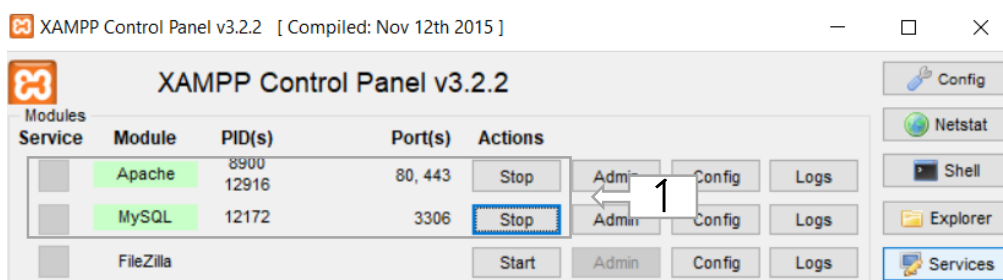 XAMPP Control Panel v3.2.2 [ Compiled: Nov 12th 2015 ]
XAMPP Control Panel v3.2.2
Config
Modules
Service Module PID(s) Port(s) Actions
Netstat
Apache 8900 12916 80, 443 Stop Config Logs
1
Shell
MySQL 12172 3306 Stop Admin Config Logs
Explorer
FileZilla Start Admin Config Logs
Services